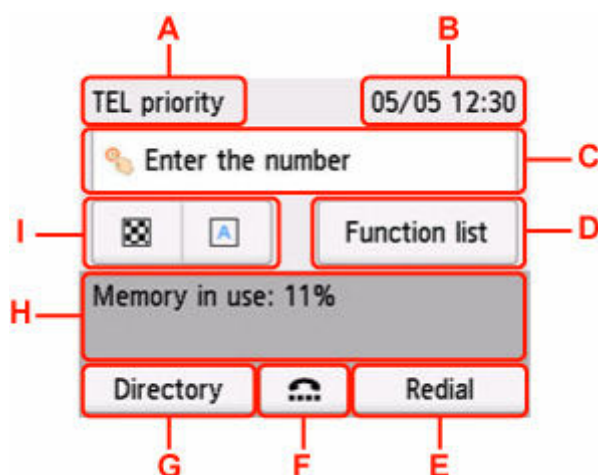 A
B
TEL priority 05/05 12:30
Enter the number C
I A Function list D
Memory in use: 11%
H
Directory Redial
G F E